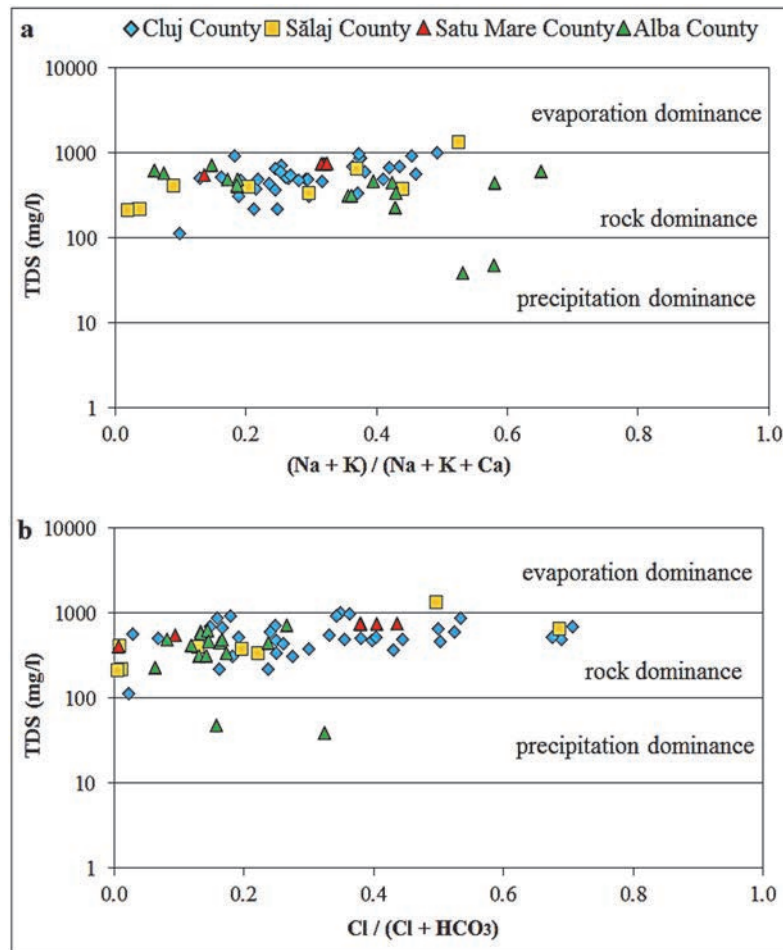 a
Cluj County Sălaj County Satu Mare County Alba County
10000
1000
100
10
1
TDS (mg/l)
evaporation dominance
rock dominance
precipitation dominance
0.0 0.2 0.4 0.6 0.8 1.0
(Na + K) / (Na + K + Ca)
b
10000
1000
100
10
1
TDS (mg/l)
evaporation dominance
rock dominance
precipitation dominance
0.0 0.2 0.4 0.6 0.8 1.0
Cl / (Cl + HCO₃)